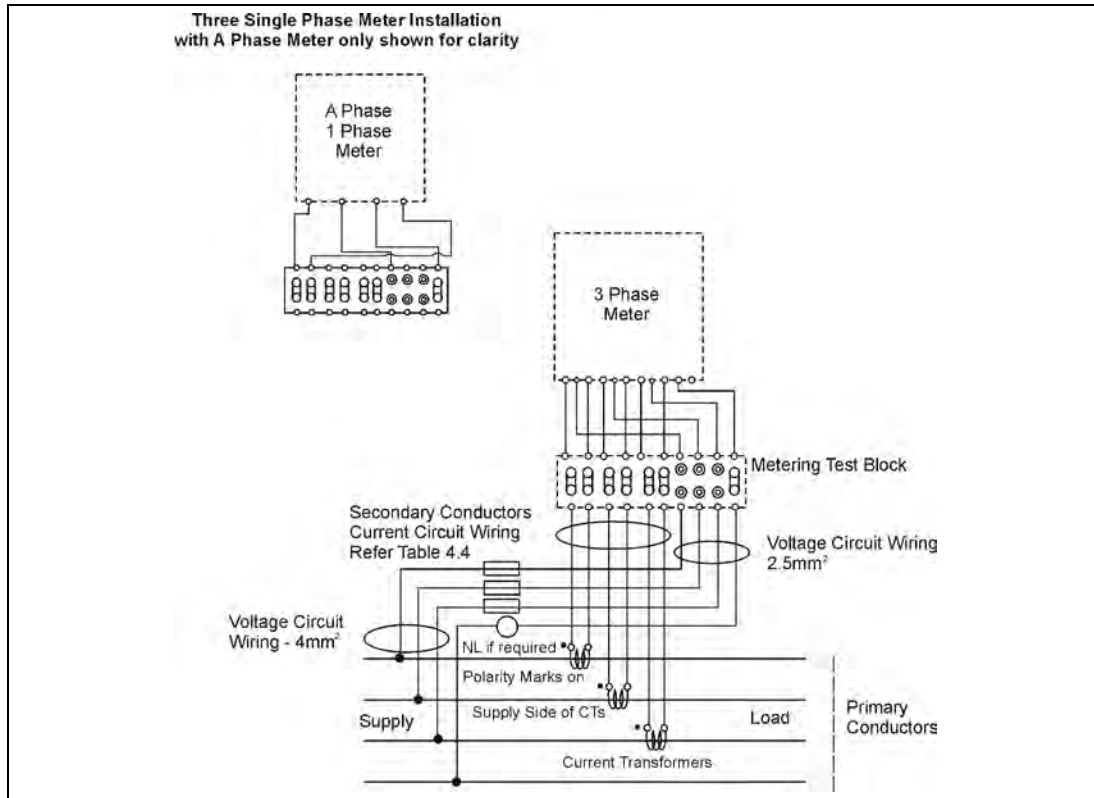 Three Single Phase Meter Installation
with A Phase Meter only shown for clarity
A Phase
1 Phase
Meter
3 Phase
Meter
Metering Test Block
Secondary Conductors
Current Circuit Wiring
Refer Table 4.4
Voltage Circuit Wiring
2.5mm²
Voltage Circuit
Wiring - 4mm²
NL if required
Polarity Marks on
Supply Side of CTs
Supply
Load
Primary
Conductors
Current Transformers